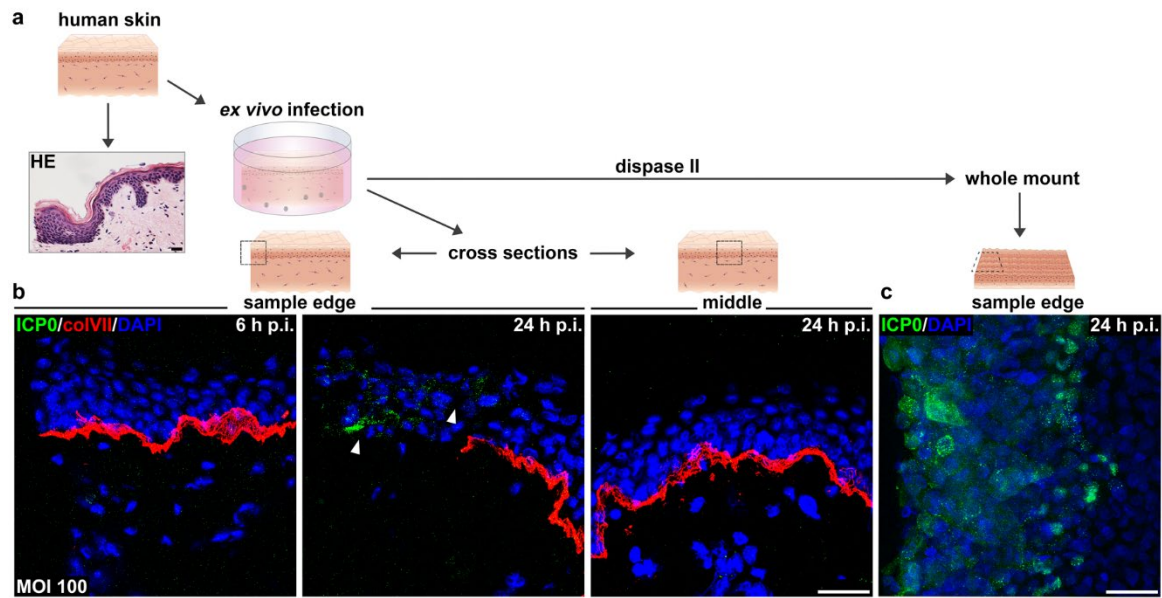 a
human skin
ex vivo infection
HE
dispase II
whole mount
cross sections
b
sample edge
middle
c
sample edge
ICP0/colVII/DAPI
6 h p.i.
24 h p.i.
24 h p.i.
ICP0/DAPI
24 h p.i.
MOI 100